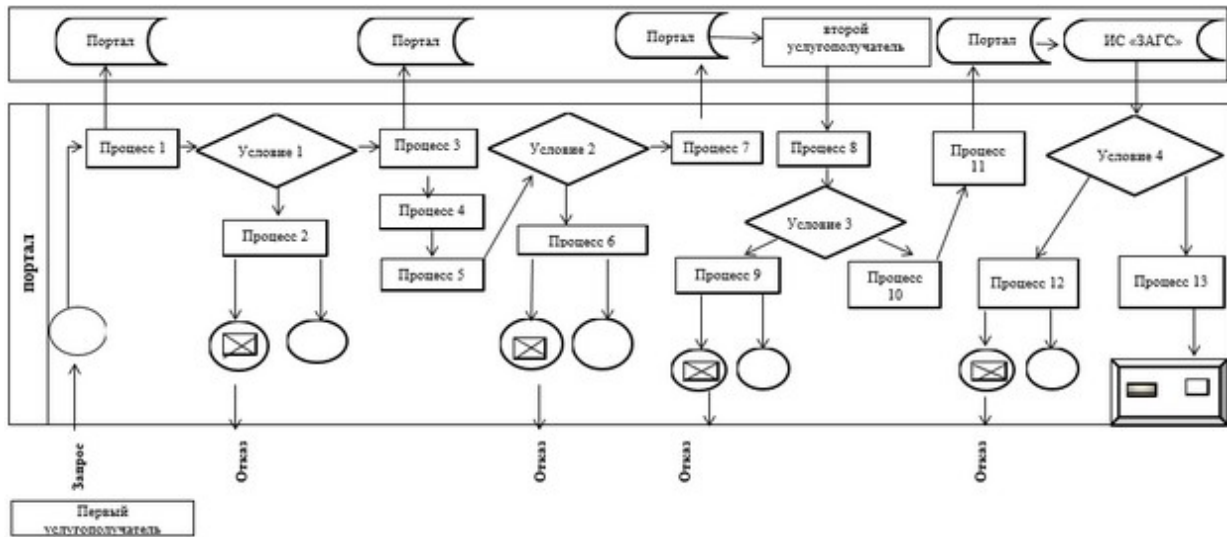 Портал
Портал
Портал
второй
услугополучатель
Портал
ИС «ЗАГС»
портал
Процесс 1
Условие 1
Процесс 3
Условие 2
Процесс 7
Процесс 8
Процесс
11
Условие 4
Процесс 2
Процесс 4
Процесс 6
Условие 3
Процесс 5
Процесс 9
Процесс
10
Процесс 12
Процесс 13
Запрос
Отказ
Отказ
Отказ
Отказ
Первый
услугополучатель